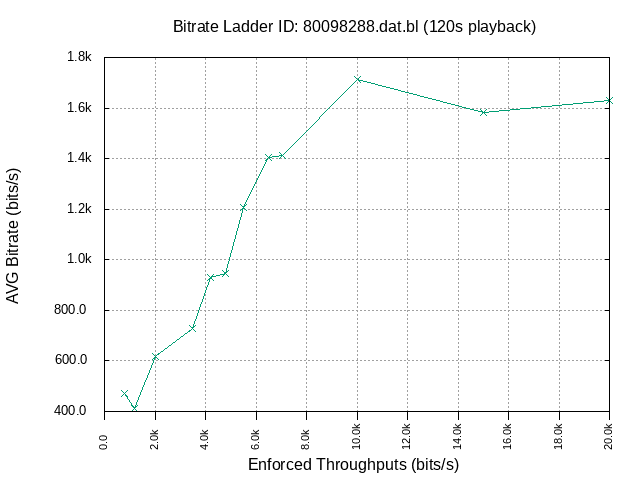 Bitrate Ladder ID: 80098288.dat.bl (120s playback)
1.8k
1.6k
1.4k
1.2k
1.0k
800.0
600.0
400.0
AVG Bitrate (bits/s)
0.0
2.0k
4.0k
6.0k
8.0k
10.0k
12.0k
14.0k
16.0k
18.0k
20.0k
Enforced Throughputs (bits/s)